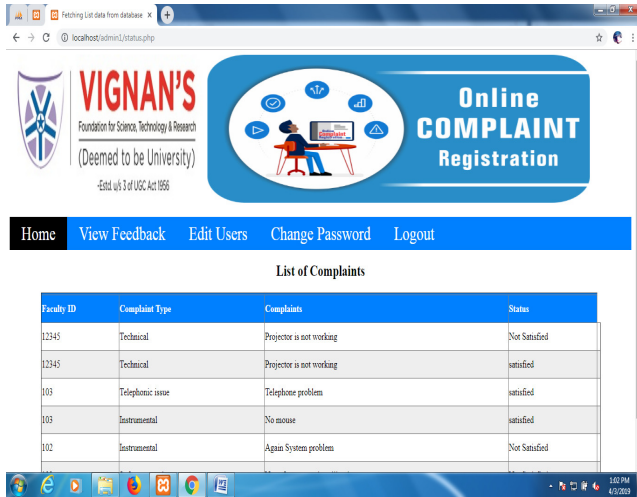 Fetching List data from database
localhost/admin1/status.php
VIGNAN'S
Foundation for Science, Technology & Research
(Deemed to be University)
-Estd. u/s 3 of UGC Act 1956
Online
COMPLAINT
Registration
Home View Feedback Edit Users Change Password Logout
List of Complaints
Faculty ID Complaint Type Complaints Status
12345 Technical Projector is not working Not Satisfied
12345 Technical Projector is not working satisfied
103 Telephonic issue Telephone problem satisfied
103 Instrumental No mouse satisfied
102 Instrumental Again System problem Not Satisfied
1:02 PM
4/3/2019